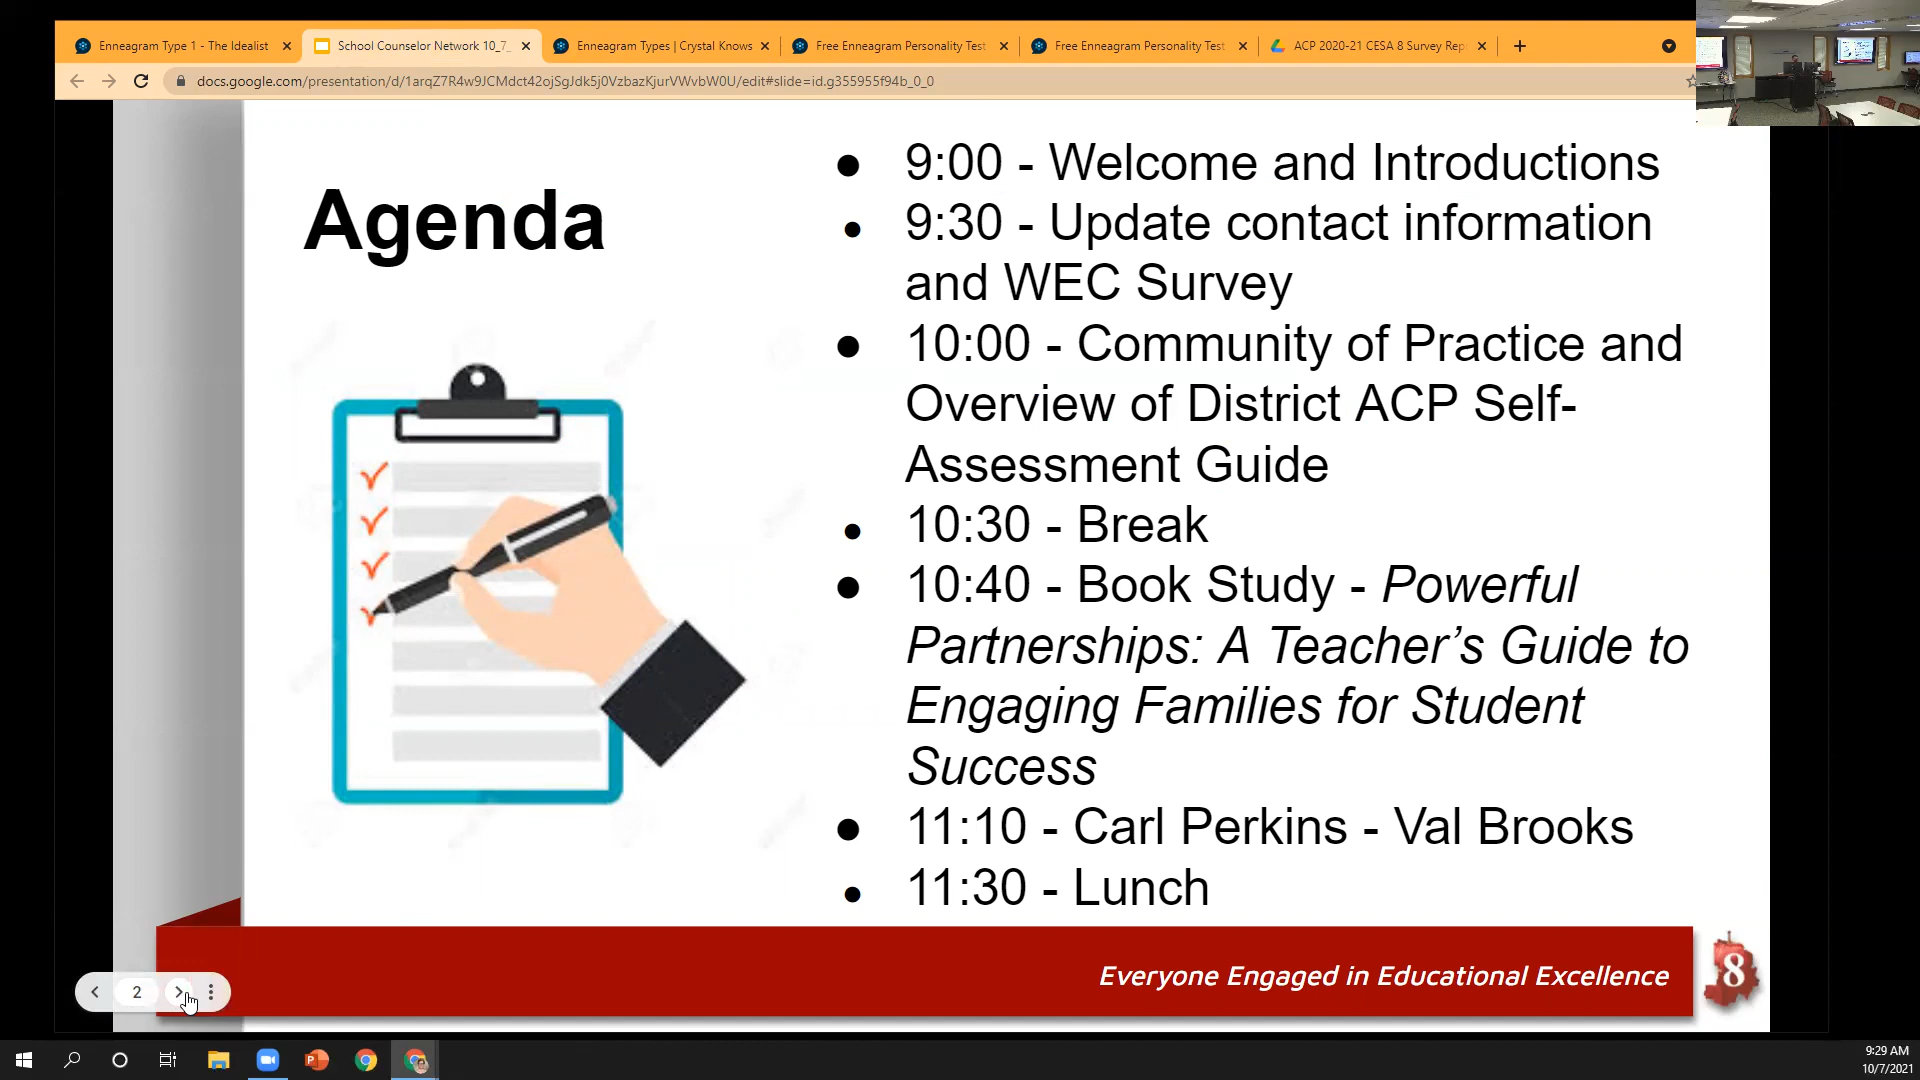 Enneagram Type 1 - The Idealist
School Counselor Network 10_7_
Enneagram Types | Crystal Knows
Free Enneagram Personality Test
Free Enneagram Personality Test
ACP 2020-21 CESA 8 Survey Rep
docs.google.com/presentation/d/1arqZ7R4w9JCMdct42ojSgJdk5j0VzbazKjurVWvbW0U/edit#slide=id.g355955f94b_0_0
Agenda
9:00 - Welcome and Introductions
9:30 - Update contact information
and WEC Survey
10:00 - Community of Practice and
Overview of District ACP Self-
Assessment Guide
10:30 - Break
10:40 - Book Study - Powerful
Partnerships: A Teacher’s Guide to
Engaging Families for Student
Success
11:10 - Carl Perkins - Val Brooks
11:30 - Lunch
Everyone Engaged in Educational Excellence
8
2
9:29 AM
10/7/2021